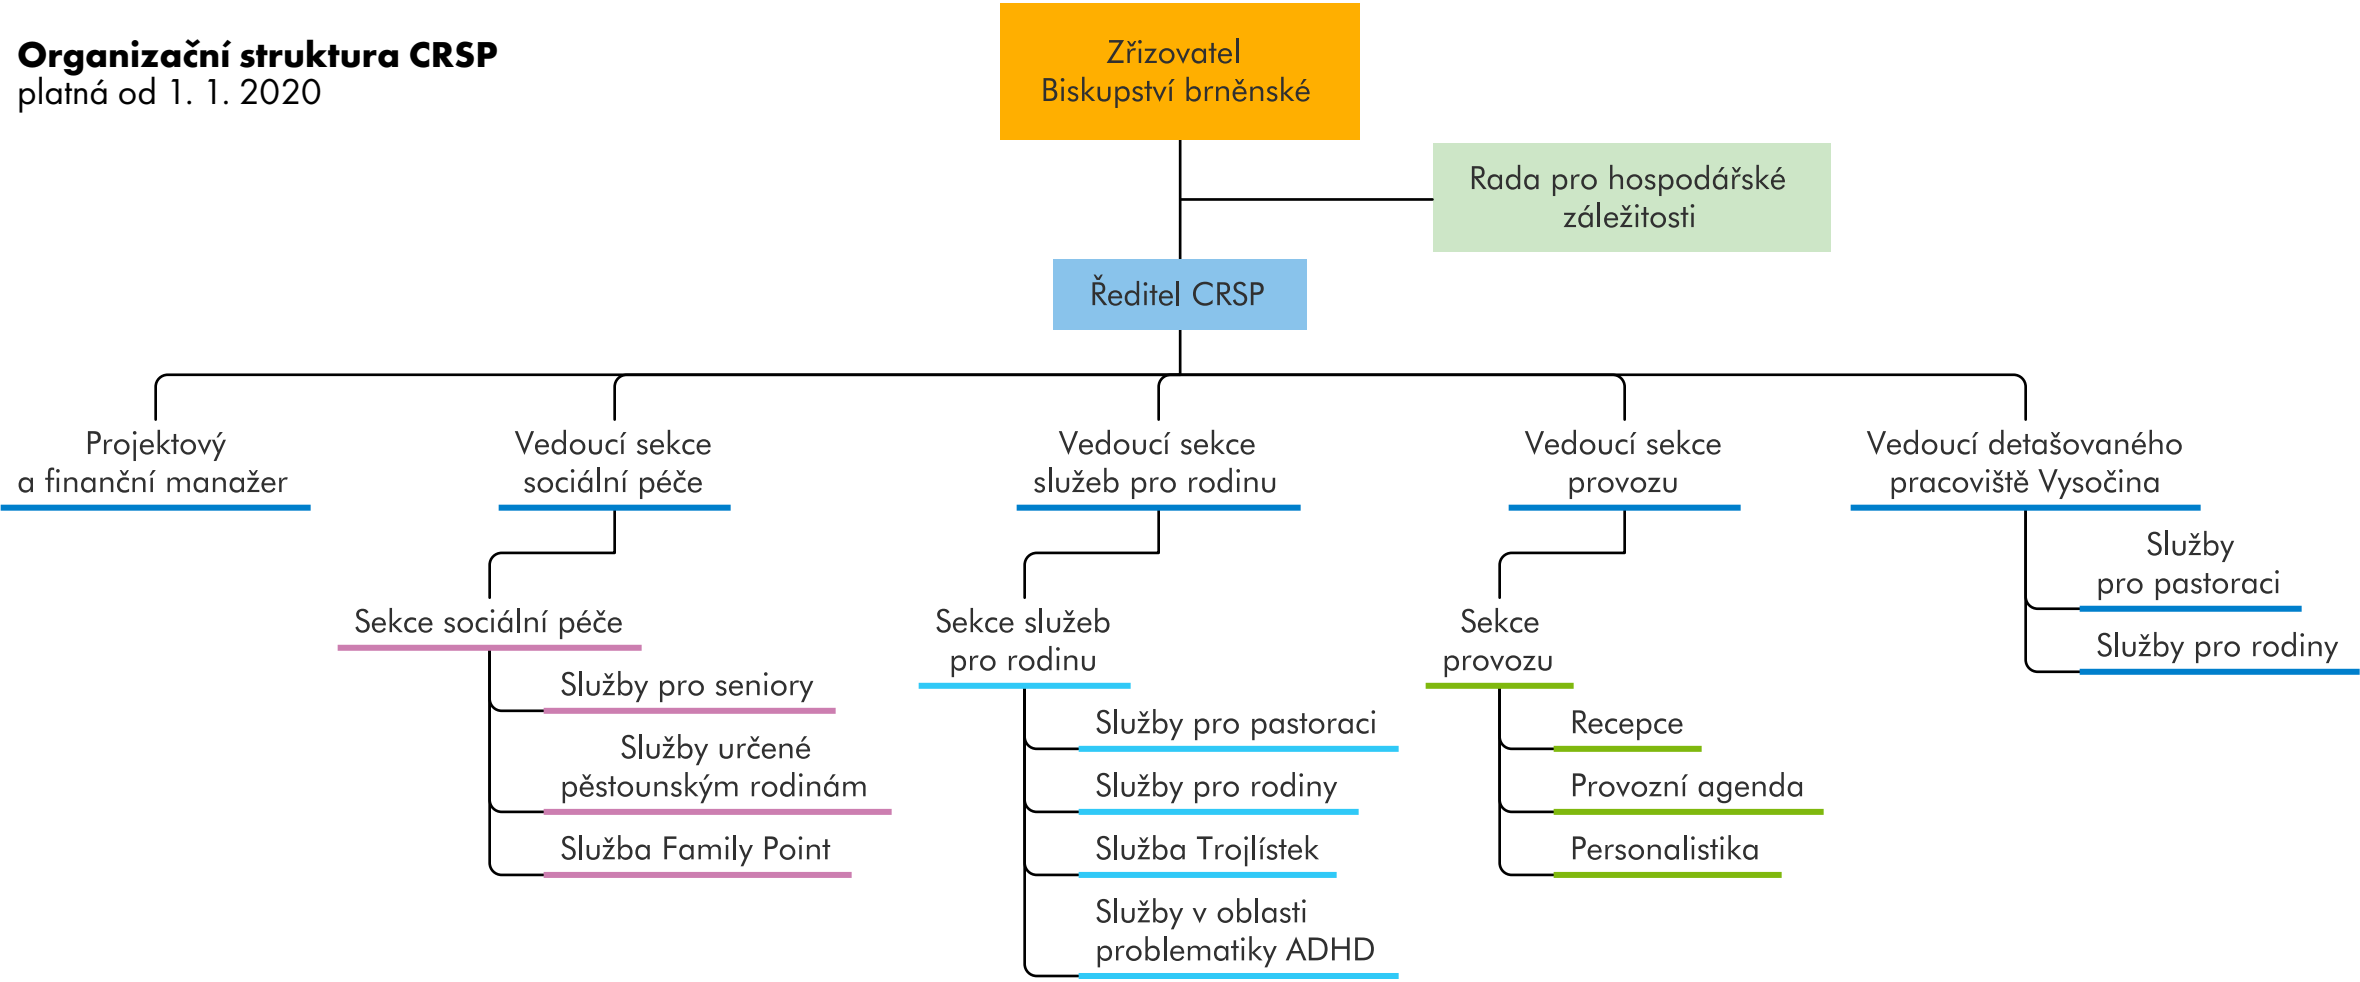 Organizační struktura CRSP
platná od 1. 1. 2020
Zřizovatel
Biskupství brněnské
Rada pro hospodářské
záležitosti
Ředitel CRSP
Projektový
a finanční manažer
Vedoucí sekce
sociální péče
Vedoucí sekce
služeb pro rodinu
Vedoucí sekce
provozu
Vedoucí detašovaného
pracoviště Vysočina
Sekce sociální péče
Služby pro seniory
Služby určené
pěstounským rodinám
Služba Family Point
Sekce služeb
pro rodinu
Služby pro pastoraci
Služby pro rodiny
Služba Trojlístek
Služby v oblasti
problematiky ADHD
Sekce
provozu
Recepce
Provozní agenda
Personalistika
Služby
pro pastoraci
Služby pro rodiny